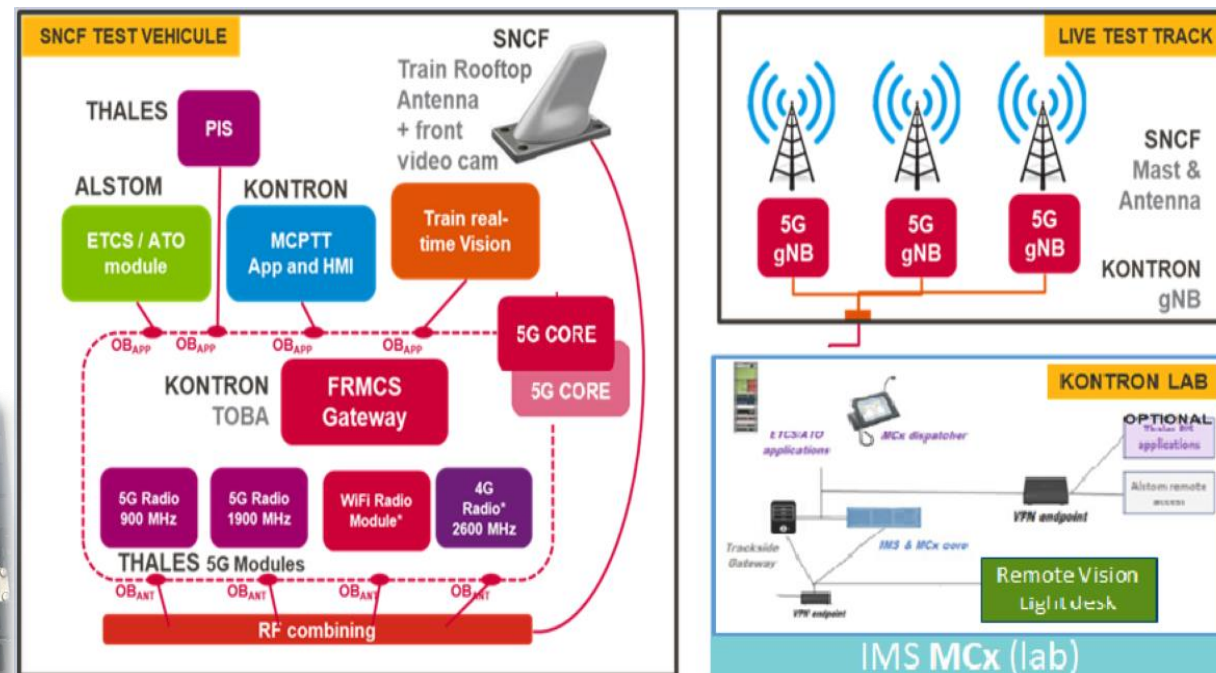 SNCF TEST VEHICULE
SNCF
Train Rooftop
Antenna
+ front
video cam
THALES
PIS
ALSTOM
KONTRON
ETCS / ATO
module
MCPTT
App and HMI
Train real-
time Vision
OBAPP
OBAPP
OBAPP
OBAPP
5G CORE
5G CORE
KONTRON
TOBA
FRMCS
Gateway
5G Radio
900 MHz
5G Radio
1900 MHz
WiFi Radio
Module*
4G
Radio*
2600 MHz
THALES 5G Modules
OBANT
OBANT
OBANT
OBANT
RF combining
LIVE TEST TRACK
SNCF
Mast &
Antenna
5G
gNB
5G
gNB
5G
gNB
KONTRON
gNB
KONTRON LAB
ETCS/ATO
applications
MCx dispatcher
OPTIONAL
applications
Alstom remote
VPN endpoint
Trackside
Gateway
IMS & MCx core
VPN endpoint
Remote Vision
Light desk
IMS MCx (lab)